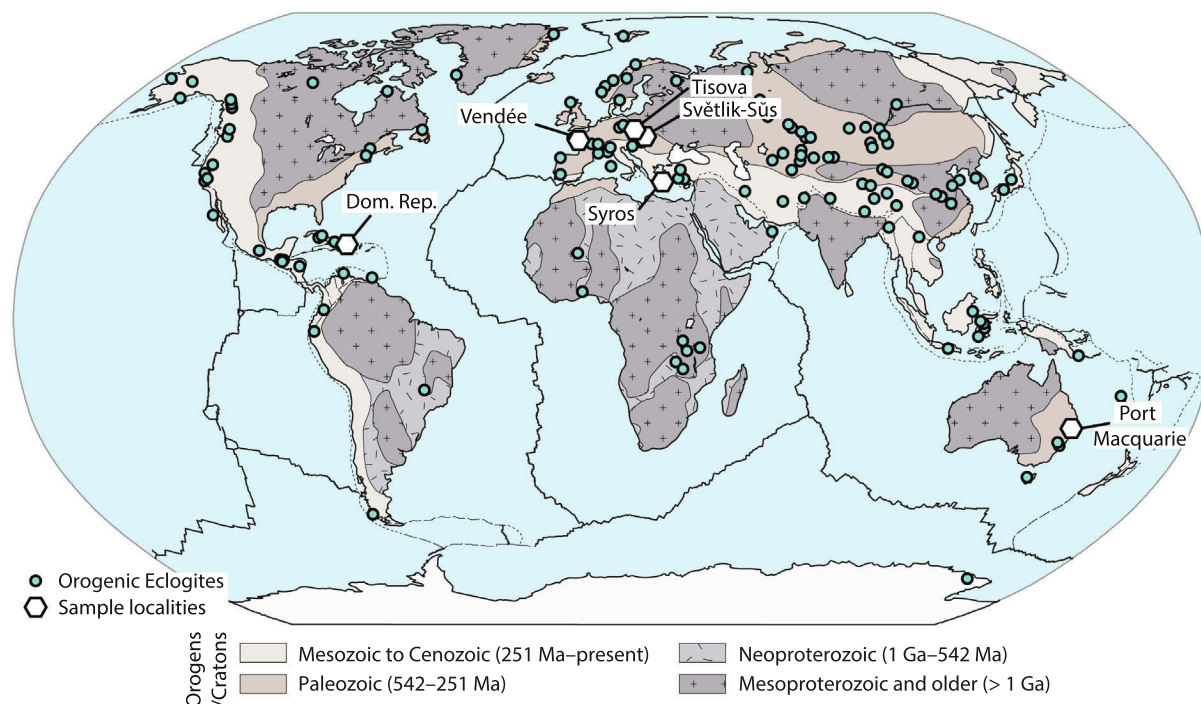 Tisova
Světlik-Sŭs
Vendée
Dom. Rep.
Syros
Port
Macquarie
Orogenic Eclogites
Sample localities
Orogens
/Cratons
Mesozoic to Cenozoic (251 Ma–present)
Neoproterozoic (1 Ga–542 Ma)
Paleozoic (542–251 Ma)
Mesoproterozoic and older (> 1 Ga)